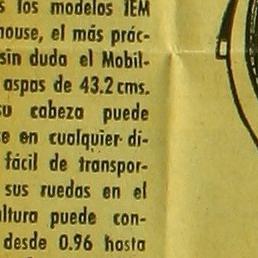 s los modelos IEM
house, el más prác-
sin duda el Mobil-
aspas de 43.2 cms.
su cabeza puede
se en cualquier di-
fácil de transpor-
sus ruedas en el
altura puede con-
desde 0.96 hasta